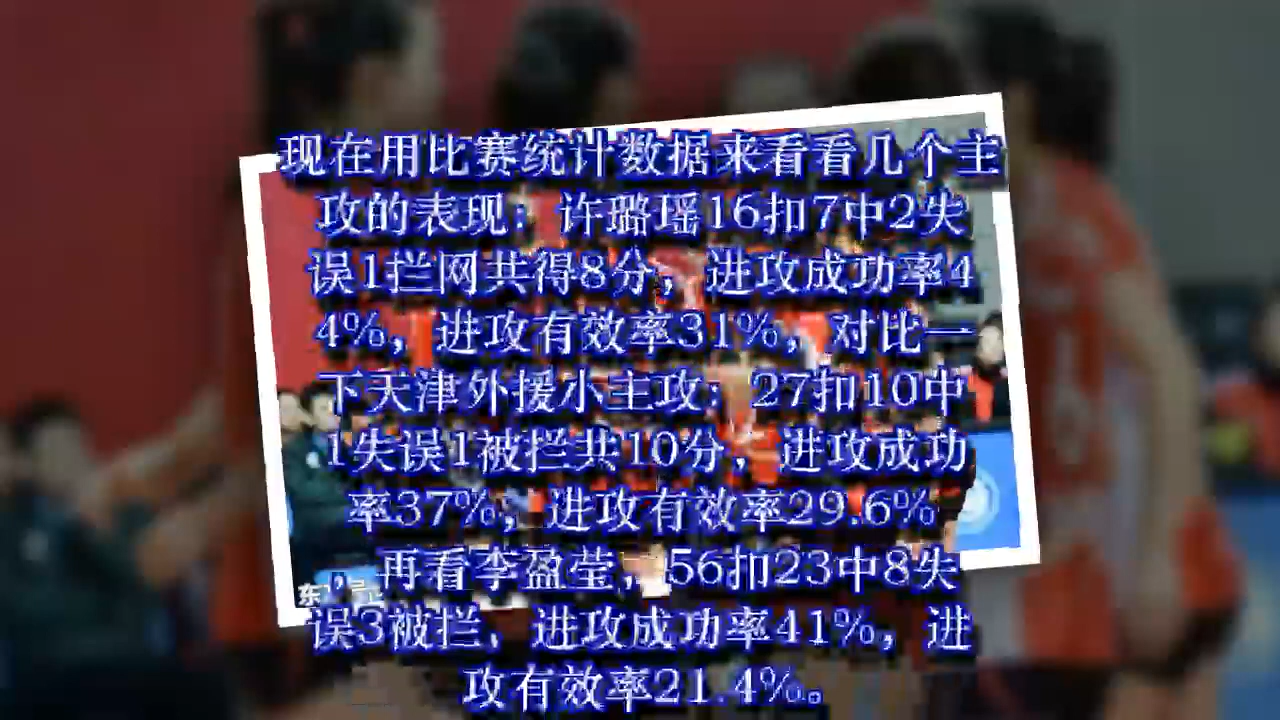 现在用比赛统计数据来看看几个主
攻的表现：许璐瑶16扣7中2失
误1拦网共得8分，进攻成功率4
4%，进攻有效率31%，对比一
下天津外援小主攻：27扣10中
1失误1被拦共10分，进攻成功
率37%，进攻有效率29.6%
，再看李盈莹，56扣23中8失
误3被拦，进攻成功率41%，进
攻有效率21.4%。
东